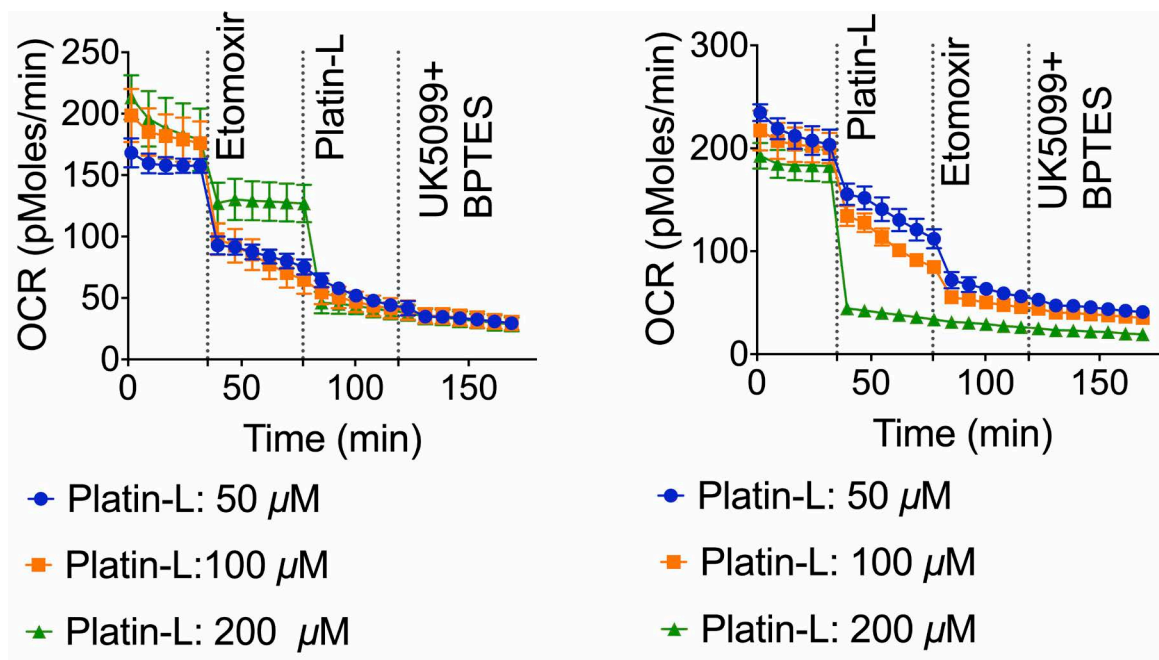 OCR (pMoles/min)
250
200
150
100
50
0
0 50 100 150
Time (min)
Etomoxir
Platin-L
UK5099+
BPTES
Platin-L: 50 µM
Platin-L:100 µM
Platin-L: 200 µM
OCR (pMoles/min)
300
200
100
0
0 50 100 150
Time (min)
Platin-L
Etomoxir
UK5099+
BPTES
Platin-L: 50 µM
Platin-L: 100 µM
Platin-L: 200 µM